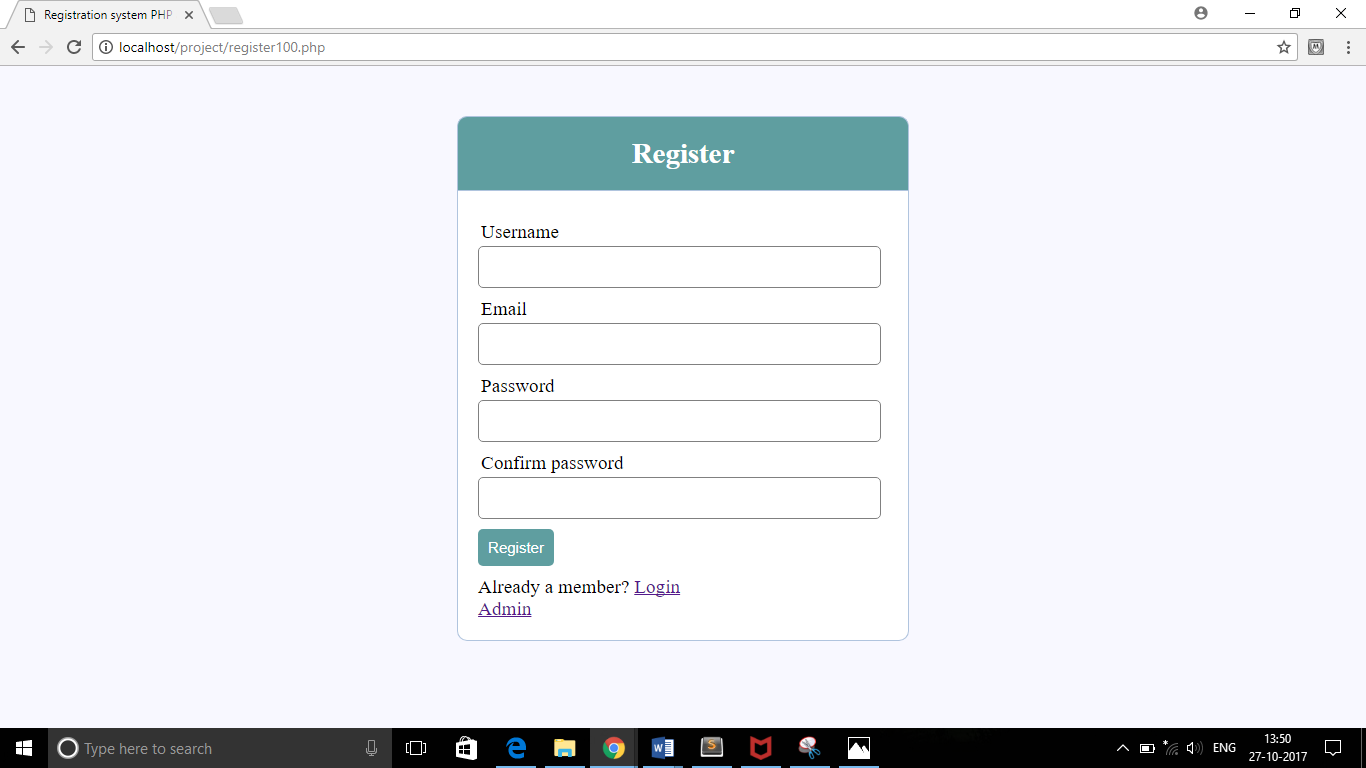 Registration system PHP
localhost/project/register100.php
Register
Username
Email
Password
Confirm password
Register
Already a member? Login
Admin
Type here to search
ENG
13:50
27-10-2017